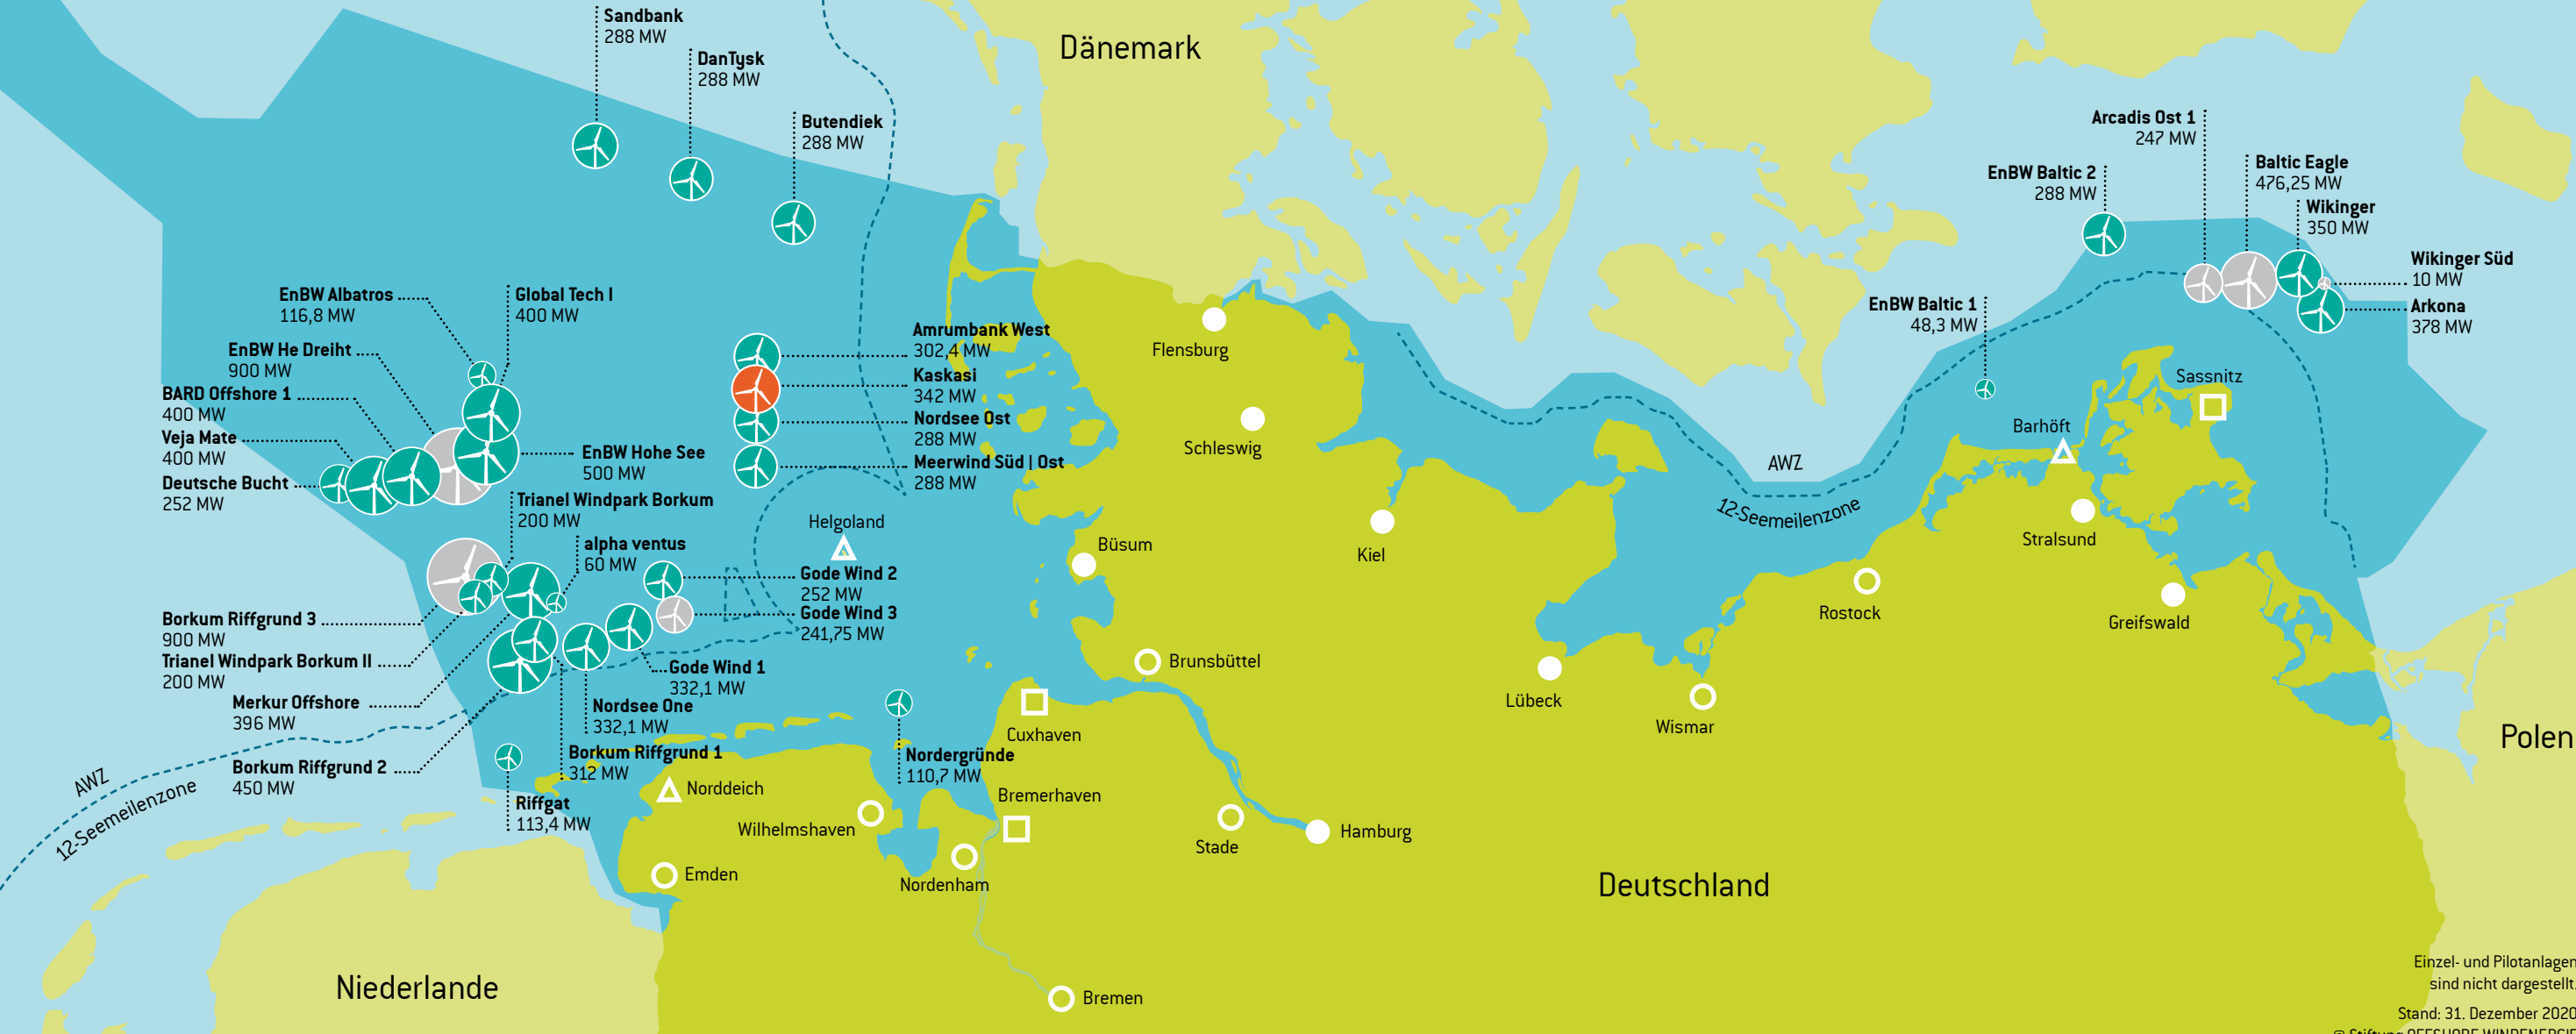 Sandbank
288 MW
DanTysk
288 MW
Butendiek
288 MW
Dänemark
Arcadis Ost 1
247 MW
EnBW Baltic 2
288 MW
Baltic Eagle
476,25 MW
Wikinger
350 MW
Wikinger Süd
10 MW
Arkona
378 MW
EnBW Baltic 1
48,3 MW
EnBW Albatros
116,8 MW
Global Tech I
400 MW
EnBW He Dreiht
900 MW
BARD Offshore 1
400 MW
Veja Mate
400 MW
Deutsche Bucht
252 MW
EnBW Hohe See
500 MW
Amrumbank West
302,4 MW
Kaskasi
342 MW
Nordsee Ost
288 MW
Meerwind Süd | Ost
288 MW
Trianel Windpark Borkum
200 MW
alpha ventus
60 MW
Helgoland
Gode Wind 2
252 MW
Gode Wind 3
241,75 MW
Borkum Riffgrund 3
900 MW
Trianel Windpark Borkum II
200 MW
Merkur Offshore
396 MW
Borkum Riffgrund 2
450 MW
Gode Wind 1
332,1 MW
Nordsee One
332,1 MW
Borkum Riffgrund 1
312 MW
Riffgat
113,4 MW
Nordergründe
110,7 MW
AWZ
12-Seemeilenzone
Flensburg
Schleswig
Kiel
Büsum
Brunsbüttel
Cuxhaven
Bremerhaven
Norddeich
Wilhelmshaven
Emden
Nordenham
Stade
Hamburg
Bremen
Lübeck
Wismar
Rostock
AWZ
12-Seemeilenzone
Sassnitz
Barhöft
Stralsund
Greifswald
Polen
Deutschland
Niederlande
Einzel- und Pilotanlagen
sind nicht dargestellt.
Stand: 31. Dezember 2020
© Stiftung OFFSHORE-WINDENERGIE